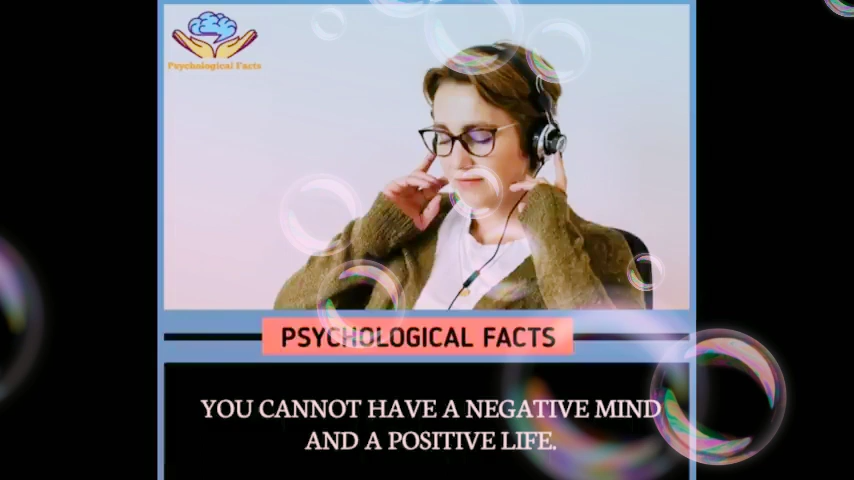 Psychological Facts
PSYCHOLOGICAL FACTS
YOU CANNOT HAVE A NEGATIVE MIND
AND A POSITIVE LIFE.